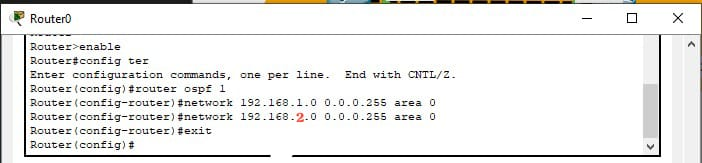 Router0
Router>enable
Router#config ter
Enter configuration commands, one per line.  End with CNTL/Z.
Router(config)#router ospf 1
Router(config-router)#network 192.168.1.0 0.0.0.255 area 0
Router(config-router)#network 192.168.2.0 0.0.0.255 area 0
Router(config-router)#exit
Router(config)#